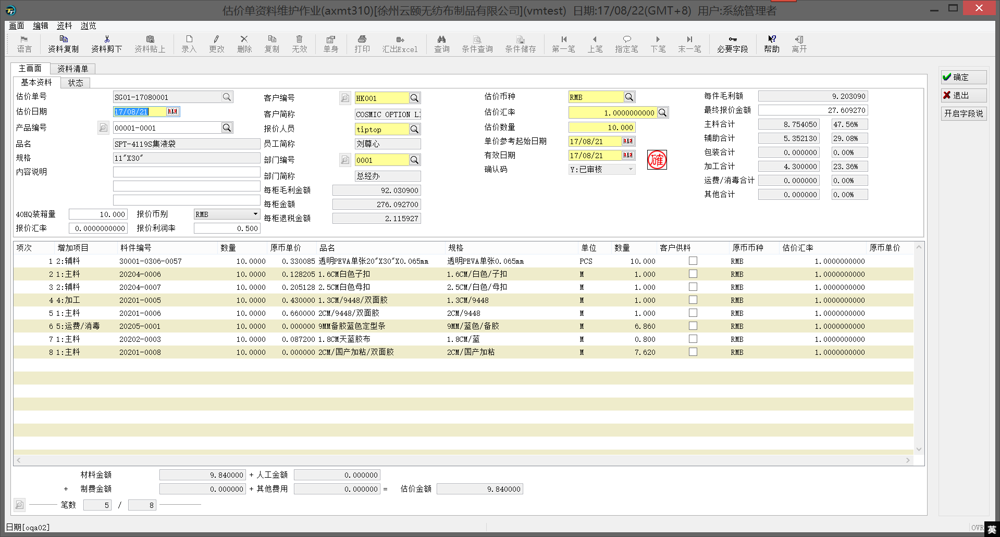 估价单资料维护作业(axmt310)[徐州云颐无纺布制品有限公司](vmtest) 日期:17/08/22(GMT+8) 用户:系統管理者
画面 编辑 资料 浏览
语言 资料复制 资料剪下 资料贴上 录入 更改 删除 复制 无效 单身 打印 汇出Excel 查询 条件查询 条件储存 第一笔 上笔 指定笔 下笔 末一笔 必要字段 帮助 离开
主画面 资料清单
基本资料 状态
确定
退出
开启字段说
估价单号 SG01-17080001
估价日期 17/08/21
产品编号 00001-0001
品名 SPT-4119S集液袋
规格 11"X30"
内容说明
40HQ装箱量 10.000 报价币别 RMB
报价汇率 0.0000000000 报价利润率 0.500
客户编号 HK001
客户简称 COSMIC OPTION LI
报价人员 tiptop
员工简称 刘尊心
部门编号 0001
部门简称 总经办
每柜毛利金额 92.030900
每柜金额 276.092700
每柜退税金额 2.115927
估价币种 RMB
估价汇率 1.0000000000
估价数量 10.000
单价参考起始日期 17/08/21
有效日期 17/08/21
確
确认码 Y:已审核
每件毛利额 9.203090
最终报价金额 27.609270
主料合计 8.754050 47.56%
辅助合计 5.352130 29.08%
包装合计 0.000000 0.00%
加工合计 4.300000 23.36%
运费/消毒合计 0.000000 0.00%
其他合计 0.000000 0.00%
项次 增加项目 料件编号 数量 原币单价 品名 规格 单位 数量 客户供料 原币币种 估价汇率 原币单价
1 2:辅料 30001-0306-0057 10.0000 0.330085 透明PEVA单张20"X30"X0.065mm 透明PEVA单张0.065mm PCS 10.000 RMB 1.0000000000
2 1:主料 20204-0006 10.0000 0.128205 1.6CM白色子扣 1.6CM/白色/子扣 M 1.000 RMB 1.0000000000
3 2:辅料 20204-0007 10.0000 0.205128 2.5CM白色母扣 2.5CM/白色/母扣 M 1.000 RMB 1.0000000000
4 4:加工 20201-0005 10.0000 0.430000 1.3CM/9448/双面胶 1.3CM/9448 M 1.000 RMB 1.0000000000
5 1:主料 20201-0006 10.0000 0.660000 2CM/9448/双面胶 2CM/9448 M 1.000 RMB 1.0000000000
6 5:运费/消毒 20205-0001 10.0000 0.000000 9MM备胶蓝色定型条 9MM/蓝色/备胶 M 6.860 RMB 1.0000000000
7 1:主料 20202-0003 10.0000 0.087200 1.8CM天蓝胶布 1.8CM/蓝 M 0.800 RMB 1.0000000000
8 1:主料 20201-0008 10.0000 0.000000 2CM/国产加粘/双面胶 2CM/国产加粘 M 7.620 RMB 1.0000000000
材料金额 9.840000 + 人工金额 0.000000
+ 制费金额 0.000000 + 其他费用 0.000000 = 估价金额 9.840000
笔数 5 / 8
日期[oqa02]
OVR
英